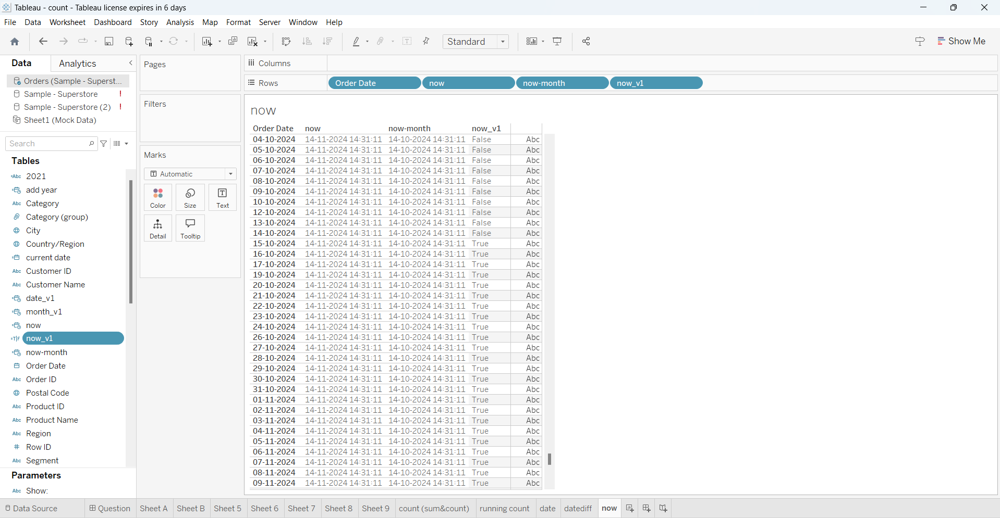 Tableau - count - Tableau license expires in 6 days
File Data Worksheet Dashboard Story Analysis Map Format Server Window Help
Standard
Show Me
Data Analytics
Orders (Sample - Superst...
Sample - Superstore !
Sample - Superstore (2) !
Sheet1 (Mock Data)
Search
Tables
=Abc 2021
add year
Abc Category
Category (group)
City
Country/Region
current date
Abc Customer ID
Abc Customer Name
date_v1
month_v1
now
=T|F now_v1
now-month
Order Date
Abc Order ID
Postal Code
Abc Product ID
Abc Product Name
Abc Region
# Row ID
Abc Segment
Parameters
Abc Show:
Pages
Filters
Marks
Automatic
Color Size Text
Detail Tooltip
Columns
Rows Order Date now now-month now_v1
now
Order Date now now-month now_v1
04-10-2024 14-11-2024 14:31:11 14-10-2024 14:31:11 False Abc
05-10-2024 14-11-2024 14:31:11 14-10-2024 14:31:11 False Abc
06-10-2024 14-11-2024 14:31:11 14-10-2024 14:31:11 False Abc
07-10-2024 14-11-2024 14:31:11 14-10-2024 14:31:11 False Abc
08-10-2024 14-11-2024 14:31:11 14-10-2024 14:31:11 False Abc
09-10-2024 14-11-2024 14:31:11 14-10-2024 14:31:11 False Abc
10-10-2024 14-11-2024 14:31:11 14-10-2024 14:31:11 False Abc
12-10-2024 14-11-2024 14:31:11 14-10-2024 14:31:11 False Abc
13-10-2024 14-11-2024 14:31:11 14-10-2024 14:31:11 False Abc
14-10-2024 14-11-2024 14:31:11 14-10-2024 14:31:11 False Abc
15-10-2024 14-11-2024 14:31:11 14-10-2024 14:31:11 True Abc
16-10-2024 14-11-2024 14:31:11 14-10-2024 14:31:11 True Abc
17-10-2024 14-11-2024 14:31:11 14-10-2024 14:31:11 True Abc
19-10-2024 14-11-2024 14:31:11 14-10-2024 14:31:11 True Abc
20-10-2024 14-11-2024 14:31:11 14-10-2024 14:31:11 True Abc
21-10-2024 14-11-2024 14:31:11 14-10-2024 14:31:11 True Abc
22-10-2024 14-11-2024 14:31:11 14-10-2024 14:31:11 True Abc
23-10-2024 14-11-2024 14:31:11 14-10-2024 14:31:11 True Abc
24-10-2024 14-11-2024 14:31:11 14-10-2024 14:31:11 True Abc
26-10-2024 14-11-2024 14:31:11 14-10-2024 14:31:11 True Abc
27-10-2024 14-11-2024 14:31:11 14-10-2024 14:31:11 True Abc
28-10-2024 14-11-2024 14:31:11 14-10-2024 14:31:11 True Abc
29-10-2024 14-11-2024 14:31:11 14-10-2024 14:31:11 True Abc
30-10-2024 14-11-2024 14:31:11 14-10-2024 14:31:11 True Abc
31-10-2024 14-11-2024 14:31:11 14-10-2024 14:31:11 True Abc
01-11-2024 14-11-2024 14:31:11 14-10-2024 14:31:11 True Abc
02-11-2024 14-11-2024 14:31:11 14-10-2024 14:31:11 True Abc
03-11-2024 14-11-2024 14:31:11 14-10-2024 14:31:11 True Abc
04-11-2024 14-11-2024 14:31:11 14-10-2024 14:31:11 True Abc
05-11-2024 14-11-2024 14:31:11 14-10-2024 14:31:11 True Abc
06-11-2024 14-11-2024 14:31:11 14-10-2024 14:31:11 True Abc
07-11-2024 14-11-2024 14:31:11 14-10-2024 14:31:11 True Abc
08-11-2024 14-11-2024 14:31:11 14-10-2024 14:31:11 True Abc
09-11-2024 14-11-2024 14:31:11 14-10-2024 14:31:11 True Abc
Data Source Question Sheet A Sheet B Sheet 5 Sheet 6 Sheet 7 Sheet 8 Sheet 9 count (sum&count) running count date datediff now